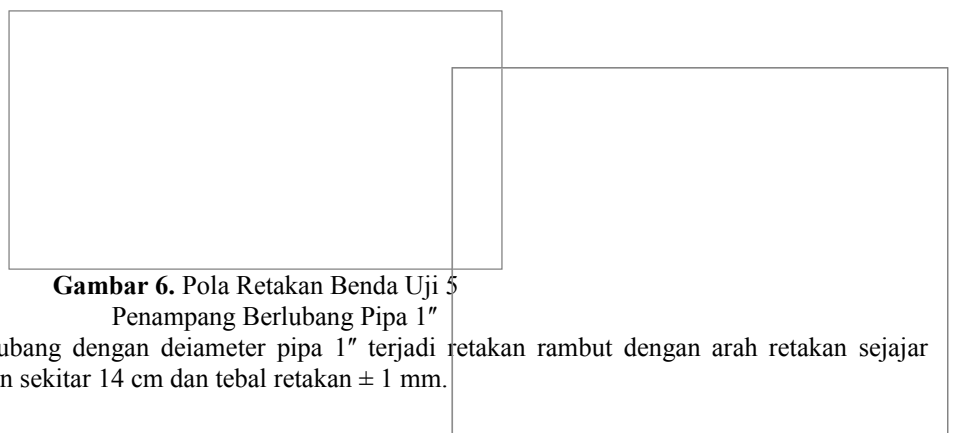 Gambar 6. Pola Retakan Benda Uji 5
Penampang Berlubang Pipa 1″
dengan deiameter pipa 1″ terjadi retakan rambut dengan arah retakan sejajar
sekitar 14 cm dan tebal retakan ± 1 mm.